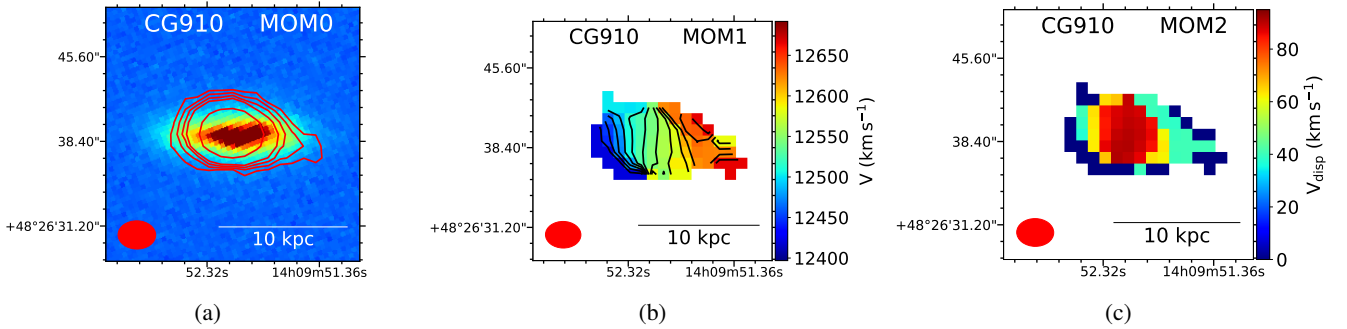 CG910 MOM0
45.60"
38.40"
+48°26'31.20"
10 kpc
52.32s 14h09m51.36s
(a)
CG910 MOM1
45.60"
38.40"
+48°26'31.20"
10 kpc
52.32s 14h09m51.36s
12650
12600
12550
12500
12450
12400
V (km s⁻¹)
(b)
CG910 MOM2
45.60"
38.40"
+48°26'31.20"
10 kpc
52.32s 14h09m51.36s
80
60
40
20
0
V_disp (km s⁻¹)
(c)